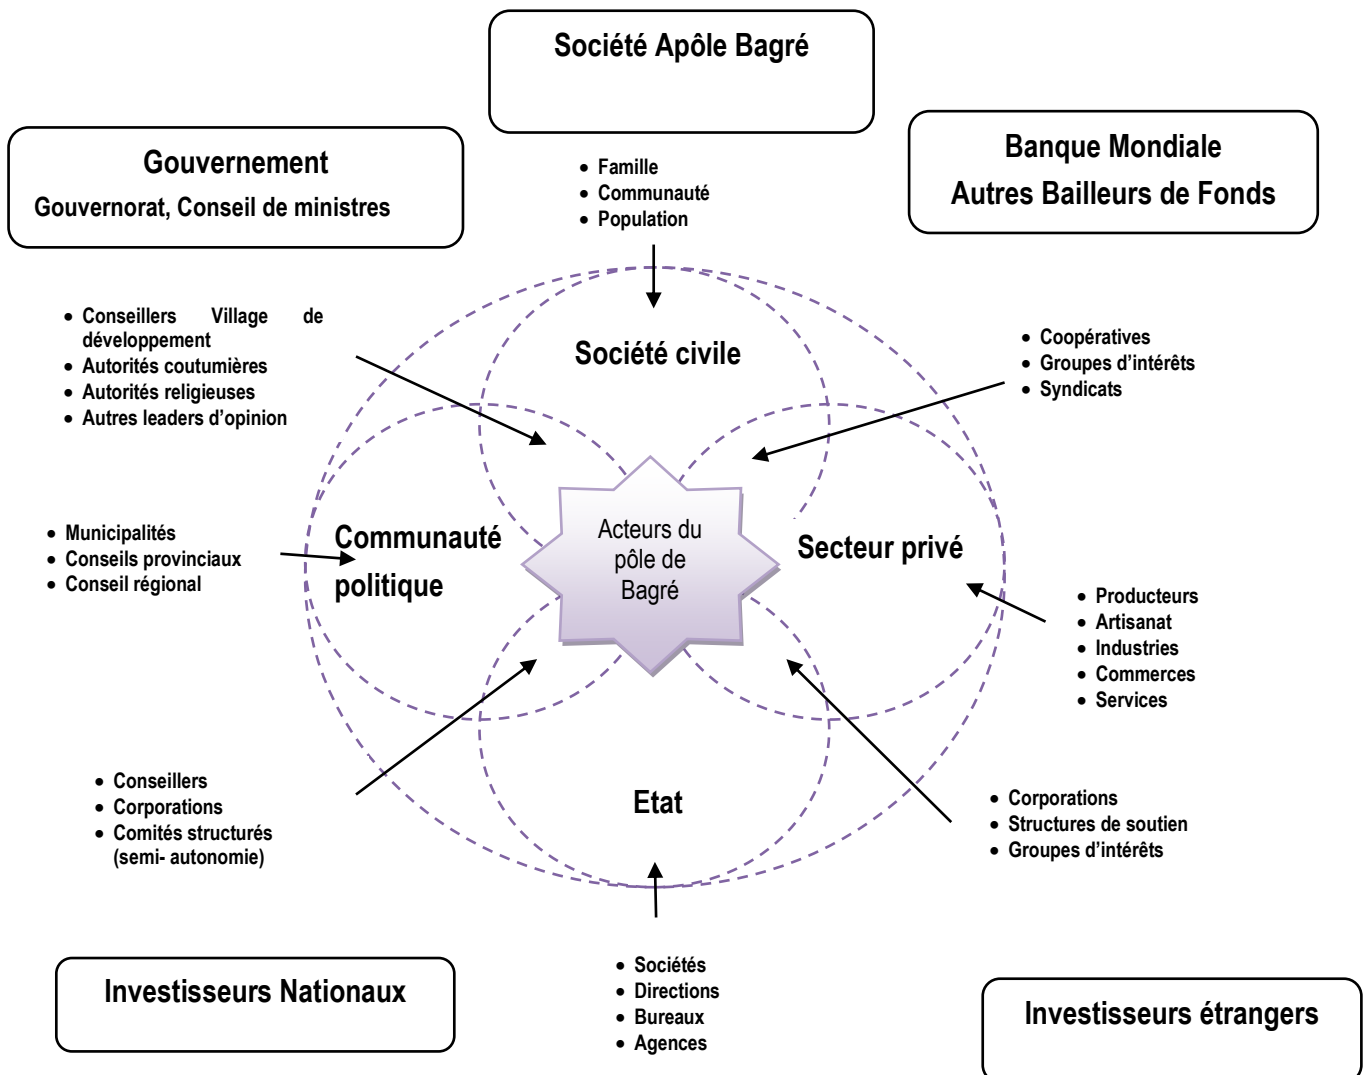 Société Apôle Bagré
Gouvernement
Gouvernorat, Conseil de ministres
Banque Mondiale
Autres Bailleurs de Fonds
• Famille
• Communauté
• Population
• Conseillers Village de
développement
• Autorités coutumières
• Autorités religieuses
• Autres leaders d'opinion
Société civile
• Coopératives
• Groupes d'intérêts
• Syndicats
• Municipalités
• Conseils provinciaux
• Conseil régional
Communauté
politique
Acteurs du
pôle de
Bagré
Secteur privé
• Producteurs
• Artisanat
• Industries
• Commerces
• Services
• Conseillers
• Corporations
• Comités structurés
(semi- autonomie)
Etat
• Corporations
• Structures de soutien
• Groupes d'intérêts
• Sociétés
• Directions
• Bureaux
• Agences
Investisseurs Nationaux
Investisseurs étrangers